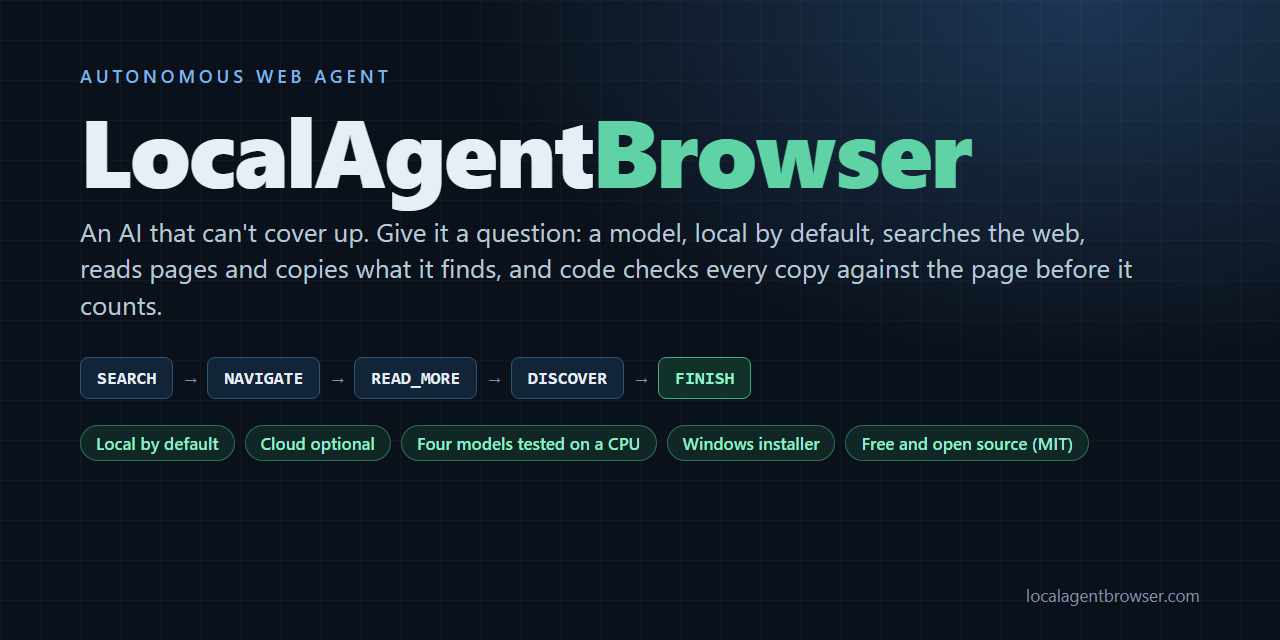 AUTONOMOUS WEB AGENT
LocalAgentBrowser
An AI that can't cover up. Give it a question: a model, local by default, searches the web,
reads pages and copies what it finds, and code checks every copy against the page before it
counts.
SEARCH → NAVIGATE → READ_MORE → DISCOVER → FINISH
Local by default Cloud optional Four models tested on a CPU Windows installer Free and open source (MIT)
localagentbrowser.com